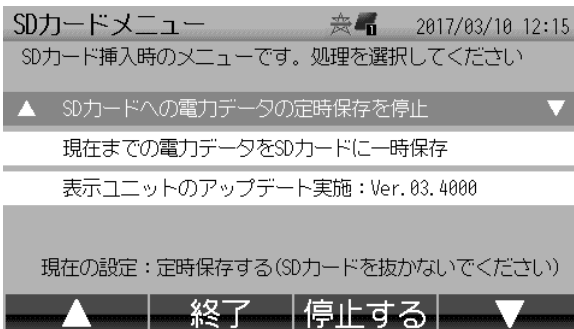 SDカードメニュー 1 2017/03/10 12:15
SDカード挿入時のメニューです。処理を選択してください
▲ SDカードへの電力データの定時保存を停止 ▼
現在までの電力データをSDカードに一時保存
表示ユニットのアップデート実施：Ver.03.4000
現在の設定：定時保存する(SDカードを抜かないでください)
▲ 終了 停止する ▼